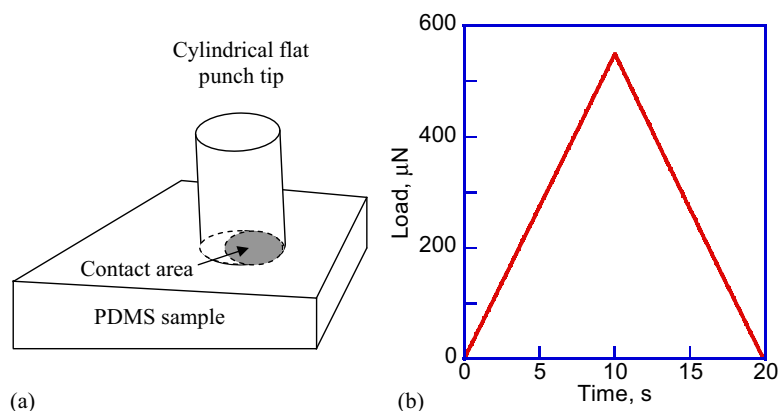 Cylindrical flat
punch tip
Contact area
PDMS sample
(a)
600
400
200
0
Load, μN
0 5 10 15 20
Time, s
(b)